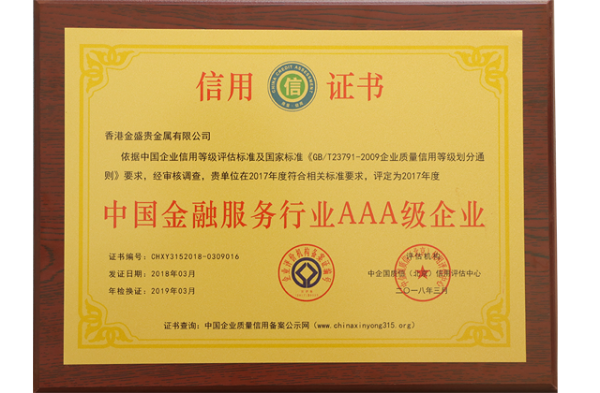 信用 信 证书
香港金盛贵金属有限公司
依据中国企业信用等级评估标准及国家标准《GB/T23791-2009企业质量信用等级划分通
则》要求，经审核调查，贵单位在2017年度符合相关标准要求，评定为2017年度
中国金融服务行业AAA级企业
证书编号：CHXY3152018-0309016
发证日期：2018年03月
年检换证：2019年03月
评估机构
中企国质信（北京）信用评估中心
二〇一八年三月
证书查询：中国企业质量信用备案公示网（www.chinaxinyong315.org）